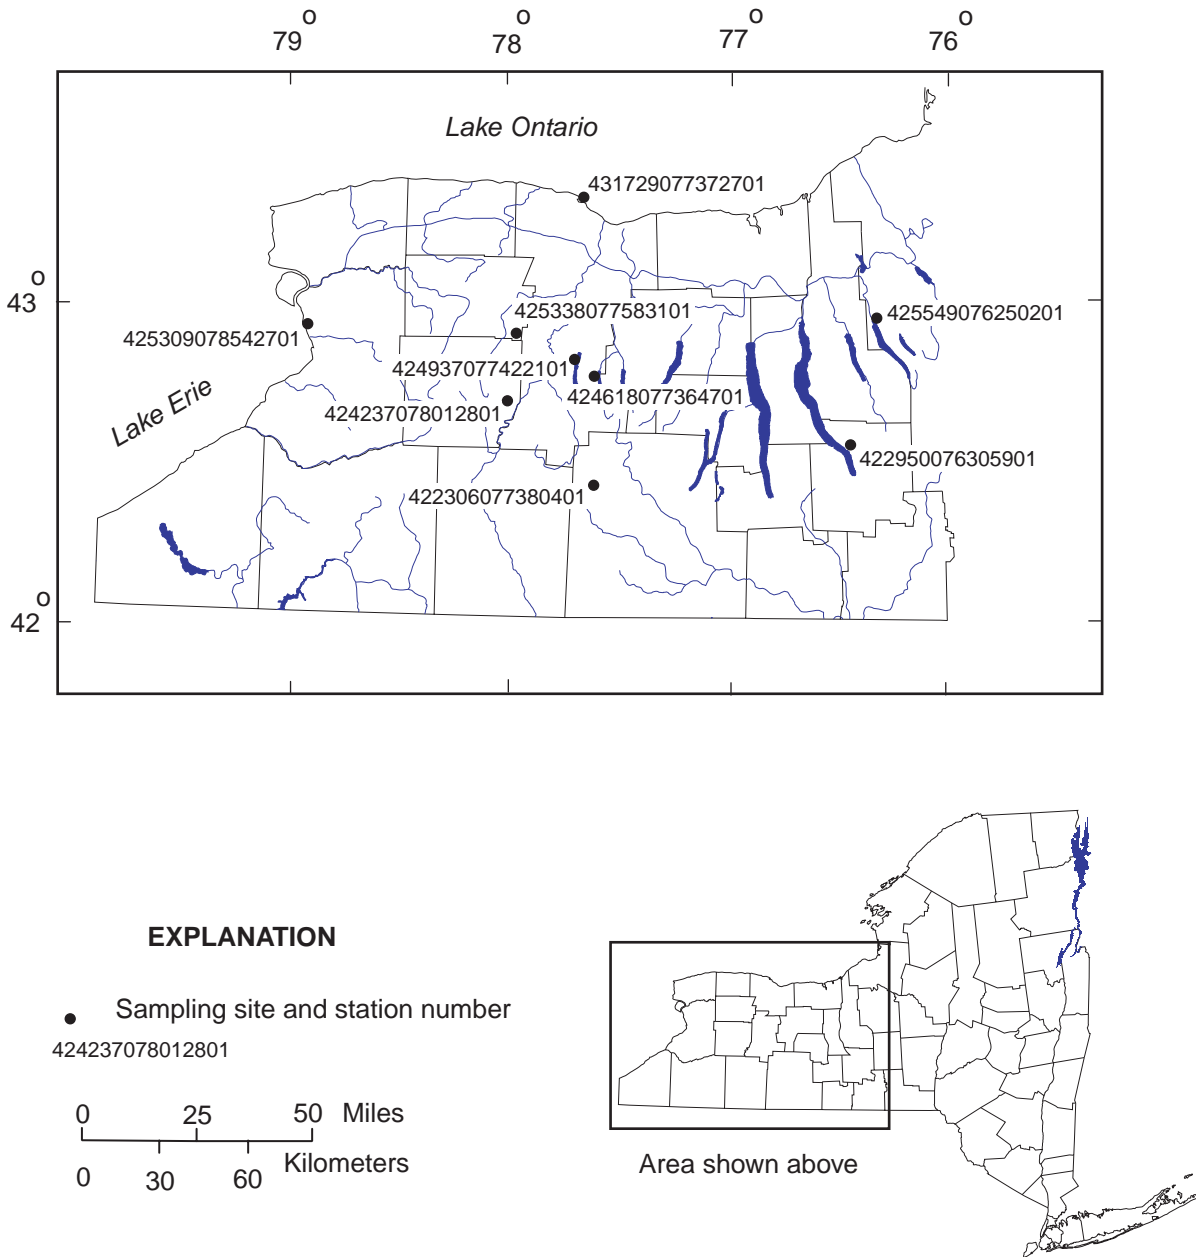 o o o o
79 78 77 76
Lake Ontario
431729077372701
o
43
425338077583101
425549076250201
425309078542701
424937077422101
Lake Erie
424618077364701
424237078012801
422950076305901
422306077380401
o
42
EXPLANATION
Sampling site and station number
424237078012801
0 25 50 Miles
0 30 60 Kilometers
Area shown above